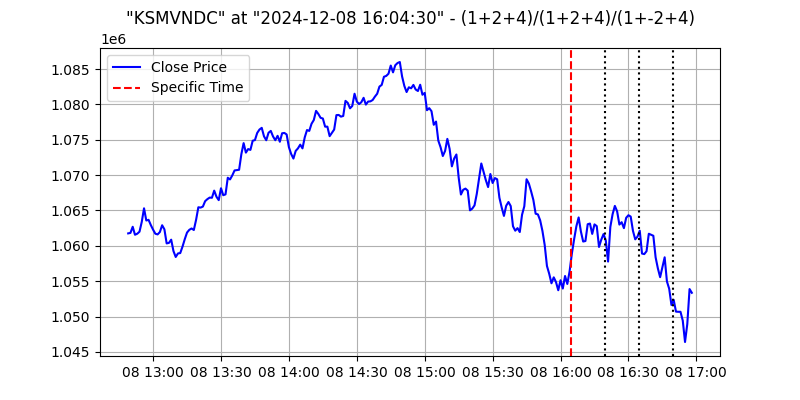 "KSMVNDC" at "2024-12-08 16:04:30" - (1+2+4)/(1+2+4)/(1+-2+4)
1e6
Close Price
Specific Time
1.085
1.080
1.075
1.070
1.065
1.060
1.055
1.050
1.045
08 13:00 08 13:30 08 14:00 08 14:30 08 15:00 08 15:30 08 16:00 08 16:30 08 17:00